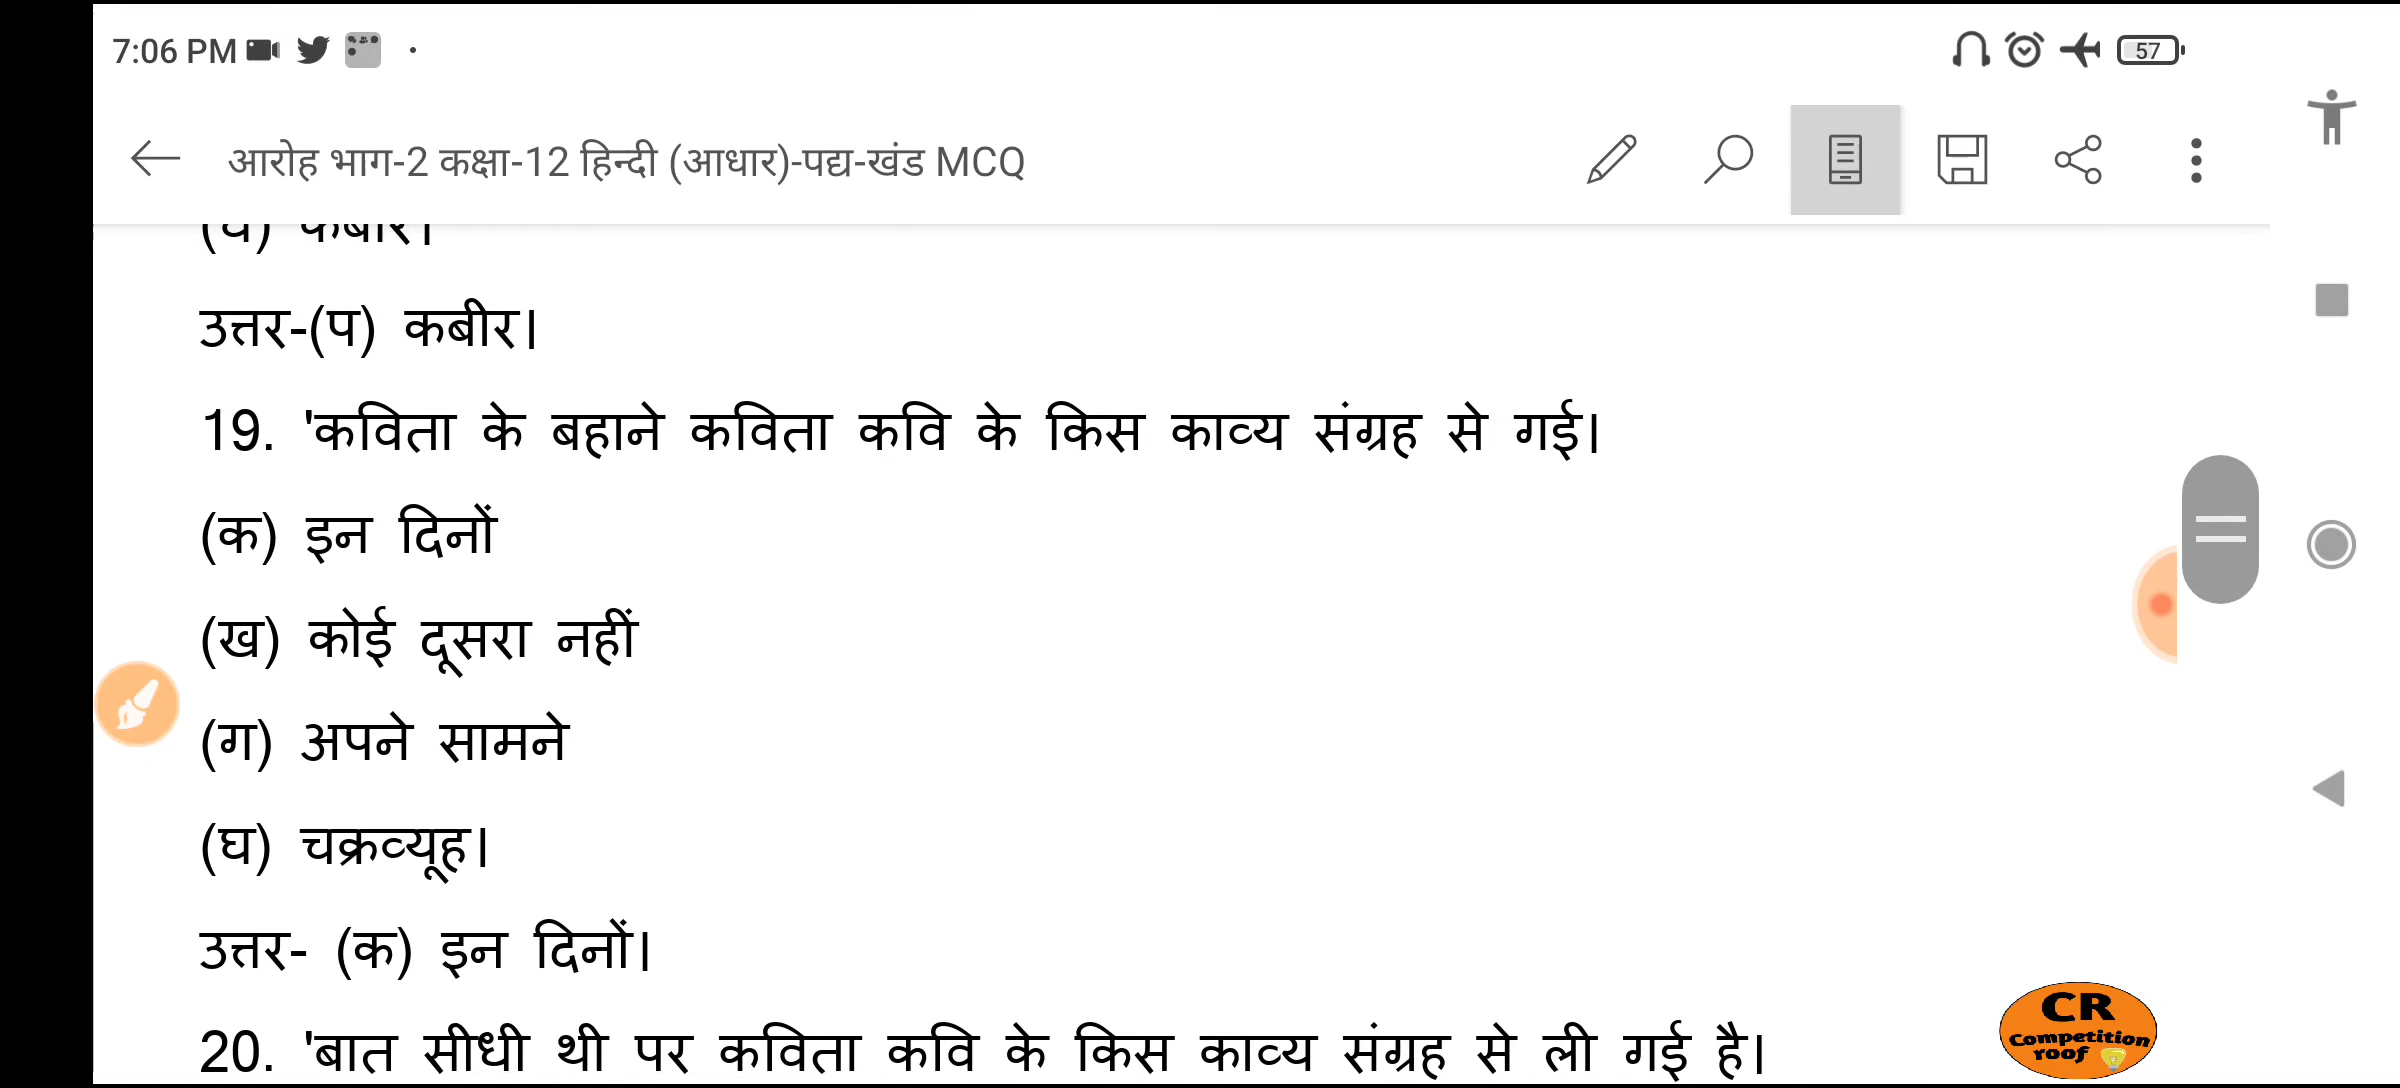 7:06 PM
57
आरोह भाग-2 कक्षा-12 हिन्दी (आधार)-पद्य-खंड MCQ
कबीर।
उत्तर-(प) कबीर।
19. 'कविता के बहाने कविता कवि के किस काव्य संग्रह से गई।
(क) इन दिनों
(ख) कोई दूसरा नहीं
(ग) अपने सामने
(घ) चक्रव्यूह।
उत्तर- (क) इन दिनों।
20. 'बात सीधी थी पर कविता कवि के किस काव्य संग्रह से ली गई है।
CR
Competition
roof